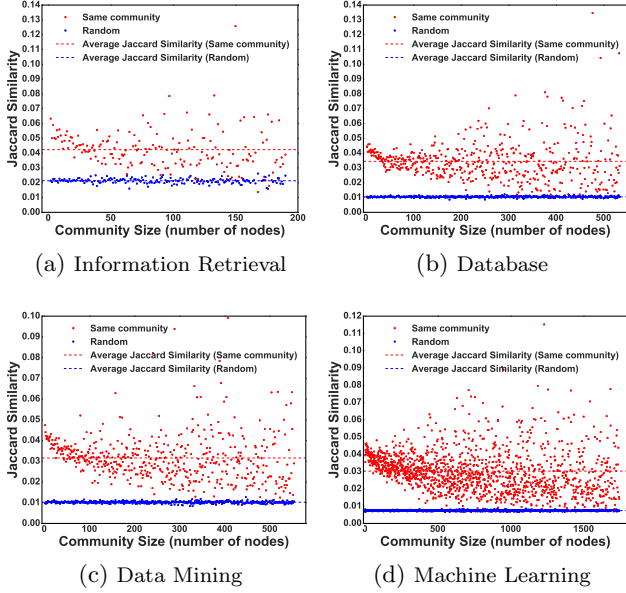 0.14
0.13
0.12
0.11
0.10
0.09
0.08
0.07
0.06
0.05
0.04
0.03
0.02
0.01
0.00
Jaccard Similarity
Same community
Random
Average Jaccard Similarity (Same community)
Average Jaccard Similarity (Random)
0 50 100 150 200
Community Size (number of nodes)
(a) Information Retrieval
0.14
0.13
0.12
0.11
0.10
0.09
0.08
0.07
0.06
0.05
0.04
0.03
0.02
0.01
0.00
Jaccard Similarity
Same community
Random
Average Jaccard Similarity (Same community)
Average Jaccard Similarity (Random)
0 100 200 300 400 500
Community Size (number of nodes)
(b) Database
0.10
0.09
0.08
0.07
0.06
0.05
0.04
0.03
0.02
0.01
0.00
Jaccard Similarity
Same community
Random
Average Jaccard Similarity (Same community)
Average Jaccard Similarity (Random)
0 100 200 300 400 500
Community Size (number of nodes)
(c) Data Mining
0.12
0.11
0.10
0.09
0.08
0.07
0.06
0.05
0.04
0.03
0.02
0.01
0.00
Jaccard Similarity
Same community
Random
Average Jaccard Similarity (Same community)
Average Jaccard Similarity (Random)
0 500 1000 1500
Community Size (number of nodes)
(d) Machine Learning